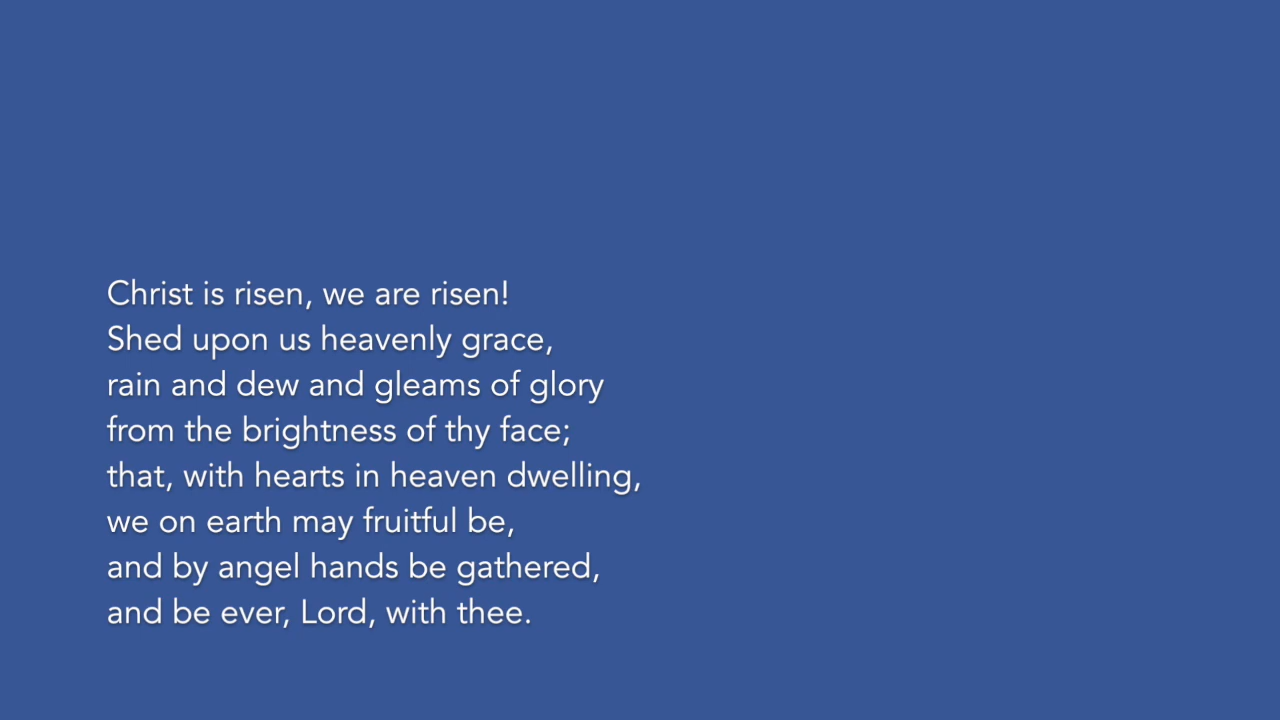 Christ is risen, we are risen!
Shed upon us heavenly grace,
rain and dew and gleams of glory
from the brightness of thy face;
that, with hearts in heaven dwelling,
we on earth may fruitful be,
and by angel hands be gathered,
and be ever, Lord, with thee.